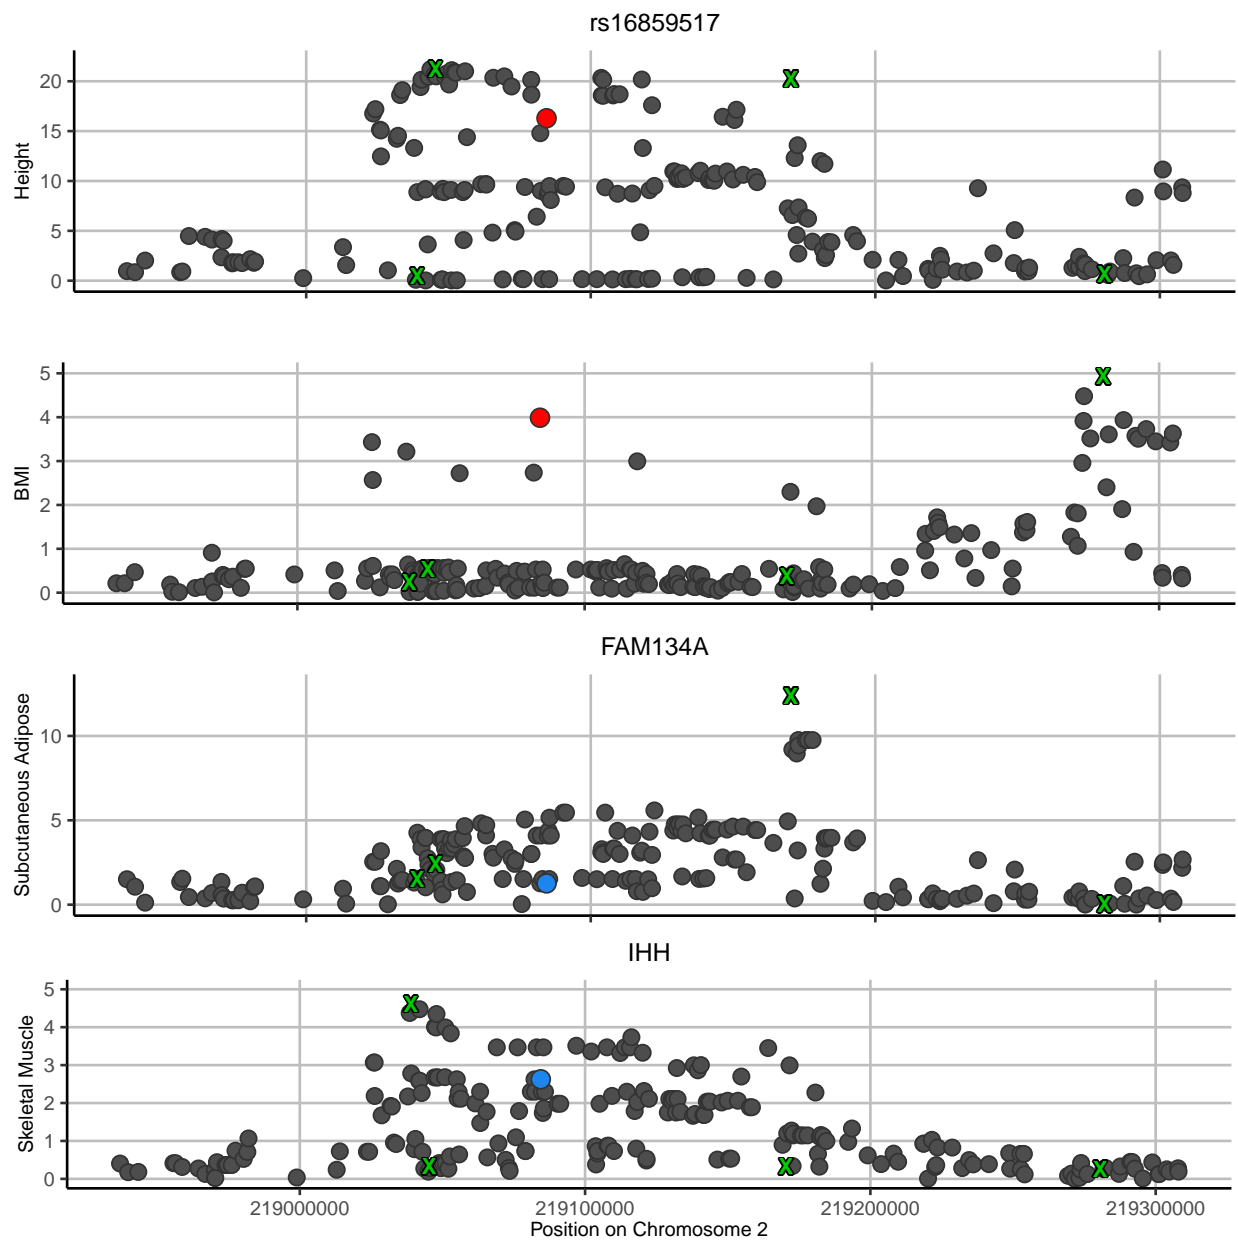 rs16859517
Height
20
15
10
5
0
BMI
5
4
3
2
1
0
FAM134A
Subcutaneous Adipose
10
5
0
IHH
Skeletal Muscle
5
4
3
2
1
0
219000000 219100000 219200000 219300000
Position on Chromosome 2